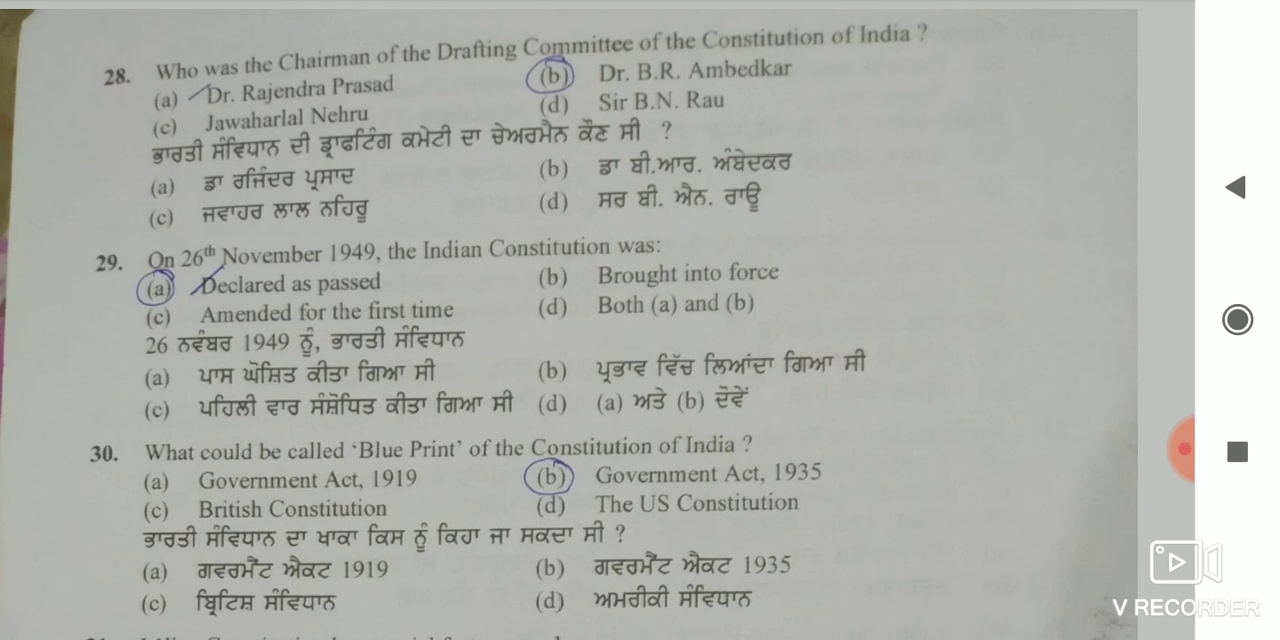 28. Who was the Chairman of the Drafting Committee of the Constitution of India ?
(a) Dr. Rajendra Prasad (b) Dr. B.R. Ambedkar
(c) Jawaharlal Nehru (d) Sir B.N. Rau
ਭਾਰਤੀ ਸੰਵਿਧਾਨ ਦੀ ਡ੍ਰਾਫਟਿੰਗ ਕਮੇਟੀ ਦਾ ਚੇਅਰਮੈਨ ਕੌਣ ਸੀ ?
(a) ਡਾ ਰਜਿੰਦਰ ਪ੍ਰਸਾਦ (b) ਡਾ ਬੀ.ਆਰ. ਅੰਬੇਦਕਰ
(c) ਜਵਾਹਰ ਲਾਲ ਨਹਿਰੂ (d) ਸਰ ਬੀ. ਐਨ. ਰਾਊ
29. On 26th November 1949, the Indian Constitution was:
(a) Declared as passed (b) Brought into force
(c) Amended for the first time (d) Both (a) and (b)
26 ਨਵੰਬਰ 1949 ਨੂੰ, ਭਾਰਤੀ ਸੰਵਿਧਾਨ
(a) ਪਾਸ ਘੋਸ਼ਿਤ ਕੀਤਾ ਗਿਆ ਸੀ (b) ਪ੍ਰਭਾਵ ਵਿੱਚ ਲਿਆਂਦਾ ਗਿਆ ਸੀ
(c) ਪਹਿਲੀ ਵਾਰ ਸੰਸ਼ੋਧਿਤ ਕੀਤਾ ਗਿਆ ਸੀ (d) (a) ਅਤੇ (b) ਦੋਵੇਂ
30. What could be called ‘Blue Print’ of the Constitution of India ?
(a) Government Act, 1919 (b) Government Act, 1935
(c) British Constitution (d) The US Constitution
ਭਾਰਤੀ ਸੰਵਿਧਾਨ ਦਾ ਖਾਕਾ ਕਿਸ ਨੂੰ ਕਿਹਾ ਜਾ ਸਕਦਾ ਸੀ ?
(a) ਗਵਰਮੈਂਟ ਐਕਟ 1919 (b) ਗਵਰਮੈਂਟ ਐਕਟ 1935
(c) ਬ੍ਰਿਟਿਸ਼ ਸੰਵਿਧਾਨ (d) ਅਮਰੀਕੀ ਸੰਵਿਧਾਨ
V RECORDER